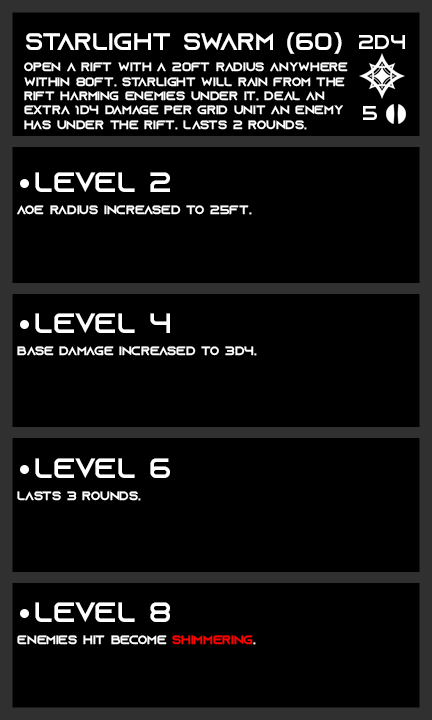 STARLIGHT SWARM (60) 2D4
OPEN A RIFT WITH A 20FT RADIUS ANYWHERE
WITHIN 80FT. STARLIGHT WILL RAIN FROM THE
RIFT HARMING ENEMIES UNDER IT. DEAL AN
EXTRA 1D4 DAMAGE PER GRID UNIT AN ENEMY
HAS UNDER THE RIFT. LASTS 2 ROUNDS.
5
•LEVEL 2
AOE RADIUS INCREASED TO 25FT.
•LEVEL 4
BASE DAMAGE INCREASED TO 3D4.
•LEVEL 6
LASTS 3 ROUNDS.
•LEVEL 8
ENEMIES HIT BECOME SHIMMERING.